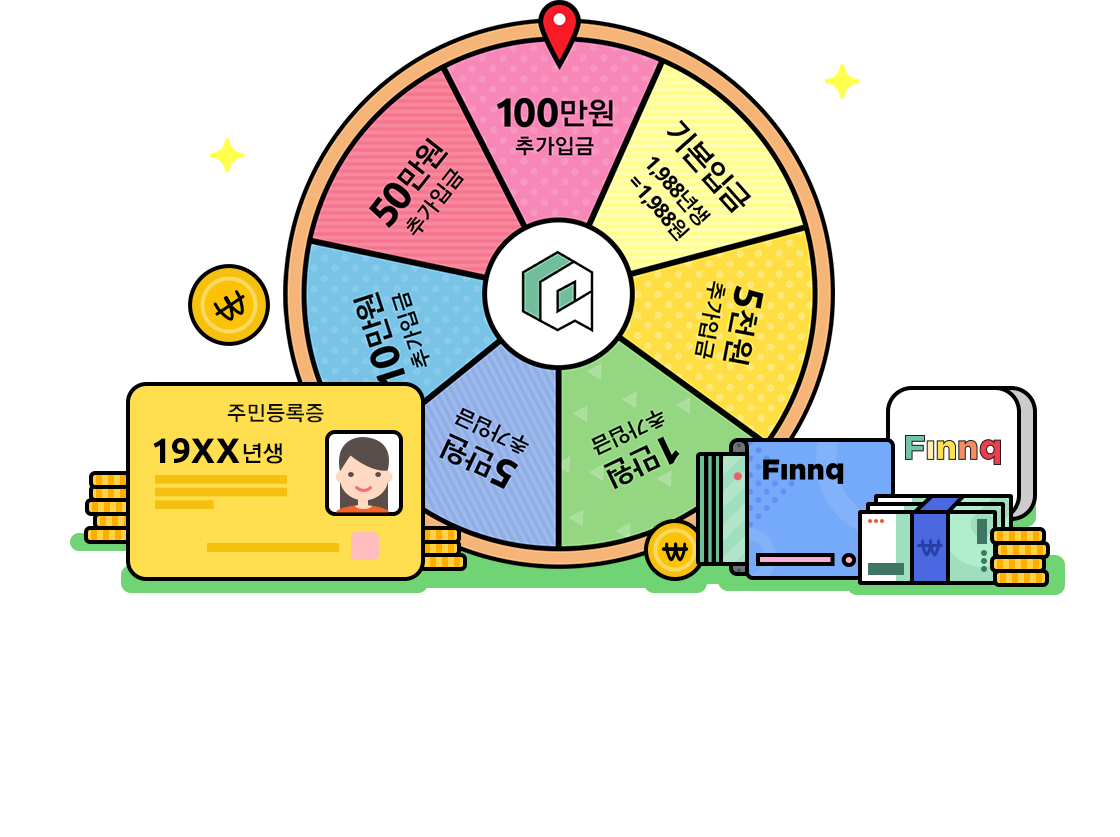 100만원
추가입금
기본입금
1,988년생
=1,988원
5천원
추가입금
1만원
추가입금
5만원
추가입금
10만원
추가입금
50만원
추가입금
주민등록증
19XX년생
Finnq
Finnq